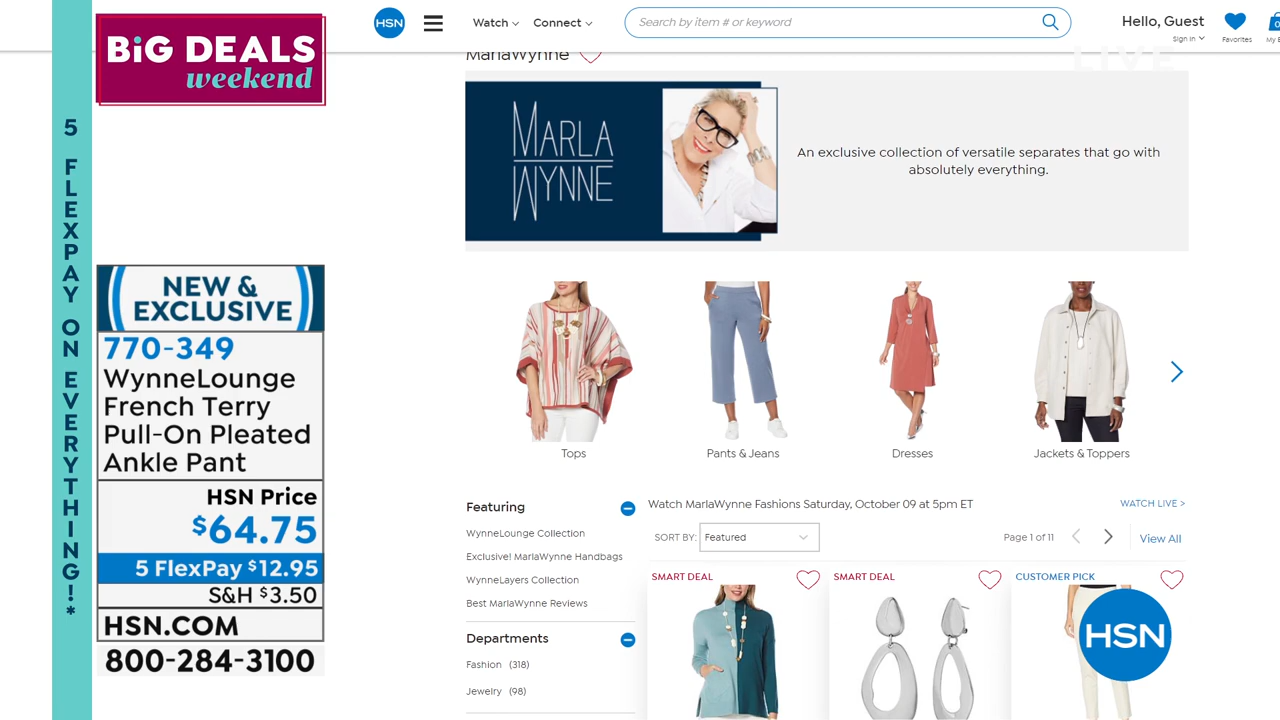 BiG DEALS
weekend
5 FLEXPAY ON EVERYTHING!*
NEW &
EXCLUSIVE
770-349
WynneLounge
French Terry
Pull-On Pleated
Ankle Pant
HSN Price
$64.75
5 FlexPay $12.95
S&H $3.50
HSN.COM
800-284-3100
HSN
Watch
Connect
Search by item # or keyword
Hello, Guest
Sign In
Favorites
0
LIVE
MarlaWynne
MARLA
WYNNE
An exclusive collection of versatile separates that go with
absolutely everything.
Tops
Pants & Jeans
Dresses
Jackets & Toppers
Featuring
WynneLounge Collection
Exclusive! MarlaWynne Handbags
WynneLayers Collection
Best MarlaWynne Reviews
Departments
Fashion (318)
Jewelry (98)
Watch MarlaWynne Fashions Saturday, October 09 at 5pm ET
WATCH LIVE >
SORT BY: Featured
Page 1 of 11
View All
SMART DEAL
SMART DEAL
CUSTOMER PICK
HSN